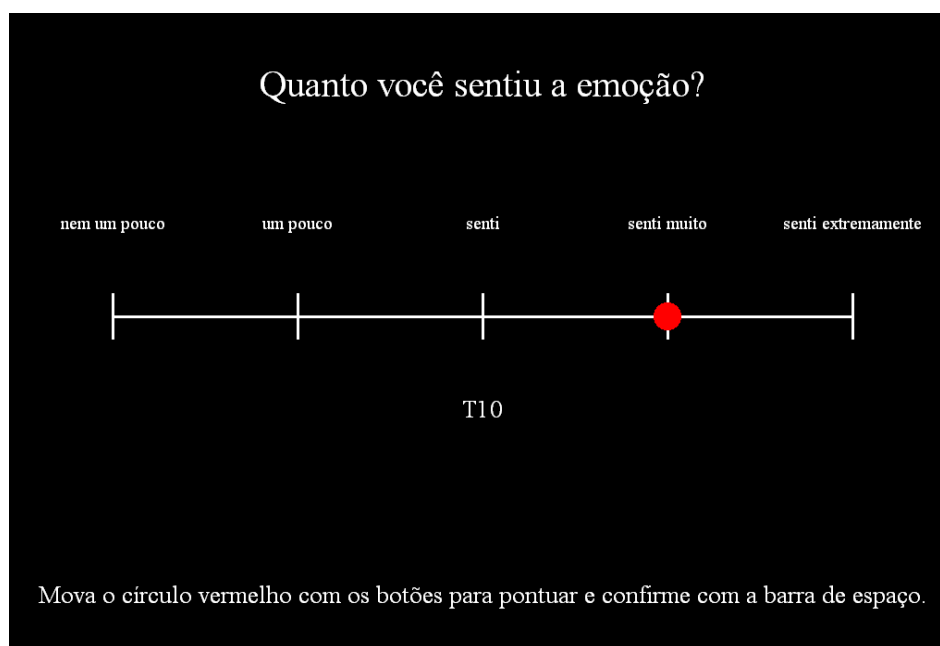 Quanto você sentiu a emoção?
nem um pouco um pouco senti senti muito senti extremamente
T10
Mova o círculo vermelho com os botões para pontuar e confirme com a barra de espaço.